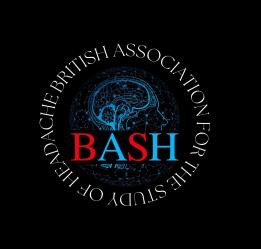 BRITISH ASSOCIATION FOR THE STUDY OF HEADACHE
BASH